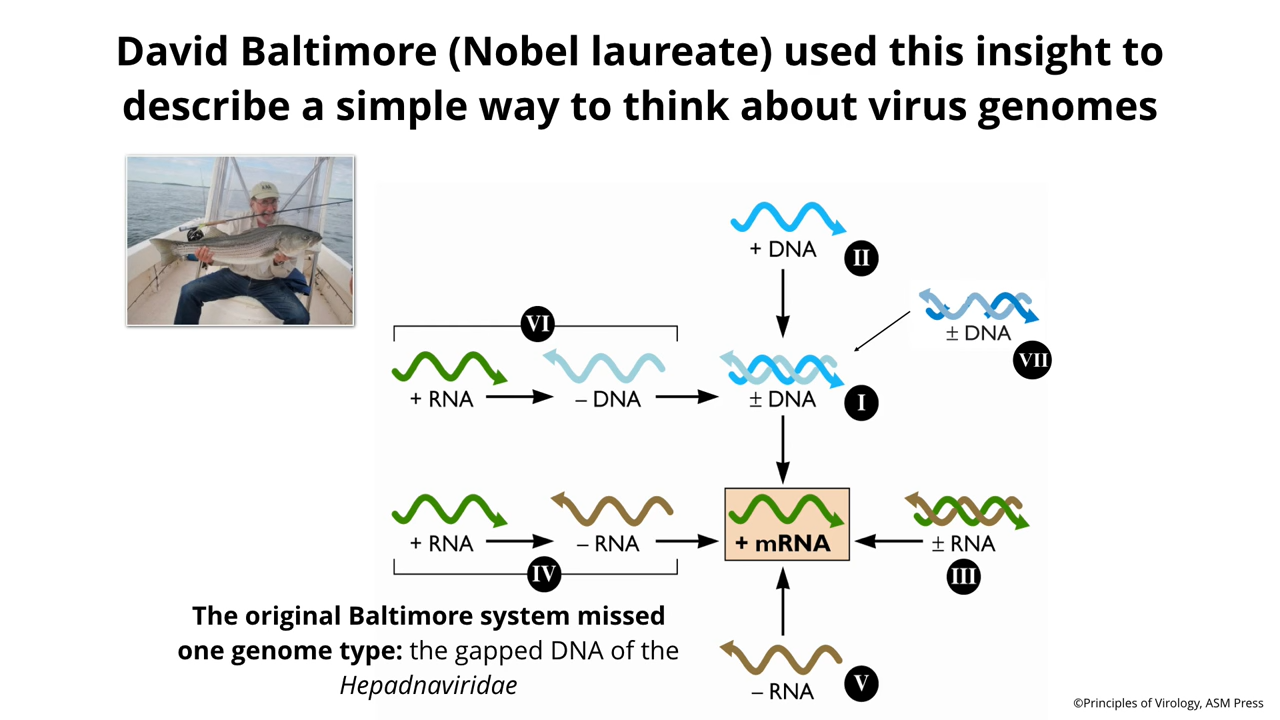 David Baltimore (Nobel laureate) used this insight to
describe a simple way to think about virus genomes
+ DNA
II
± DNA
VII
VI
+ RNA
– DNA
± DNA
I
+ RNA
– RNA
+ mRNA
± RNA
IV
III
The original Baltimore system missed
one genome type: the gapped DNA of the
Hepadnaviridae
– RNA
V
©Principles of Virology, ASM Press